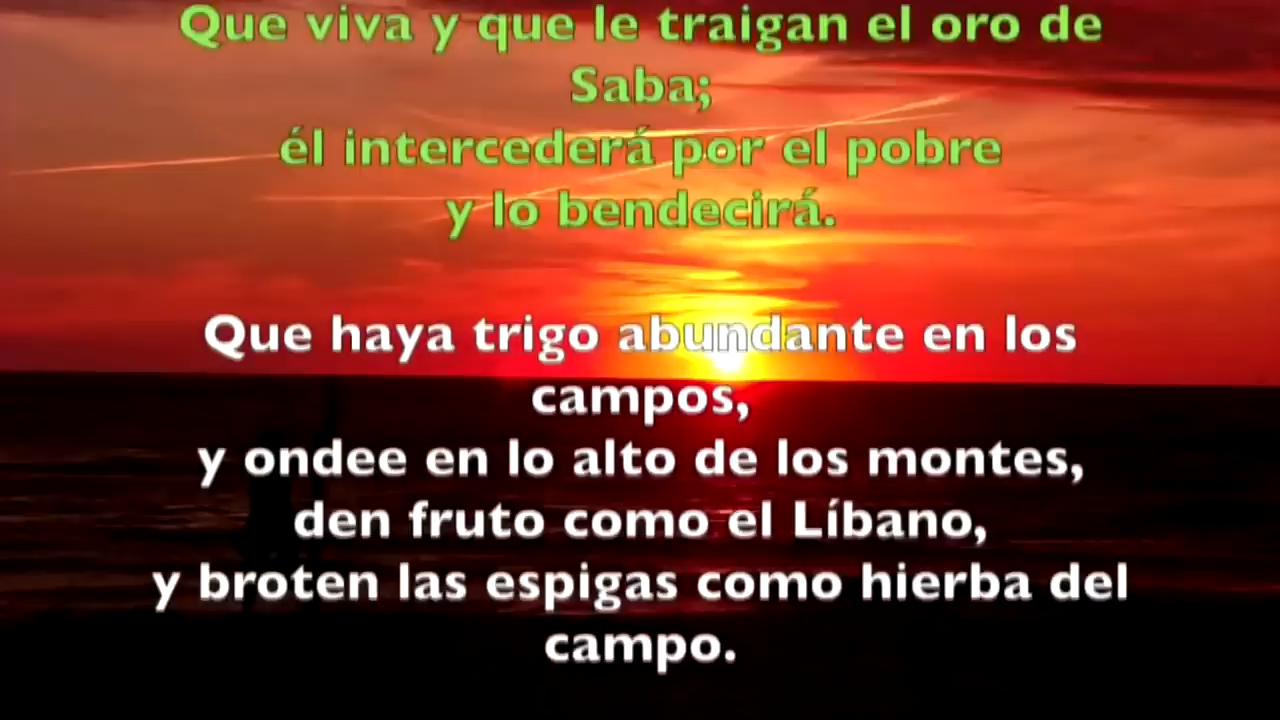 Que viva y que le traigan el oro de
Saba;
él intercederá por el pobre
y lo bendecirá.
Que haya trigo abundante en los
campos,
y ondee en lo alto de los montes,
den fruto como el Líbano,
y broten las espigas como hierba del
campo.